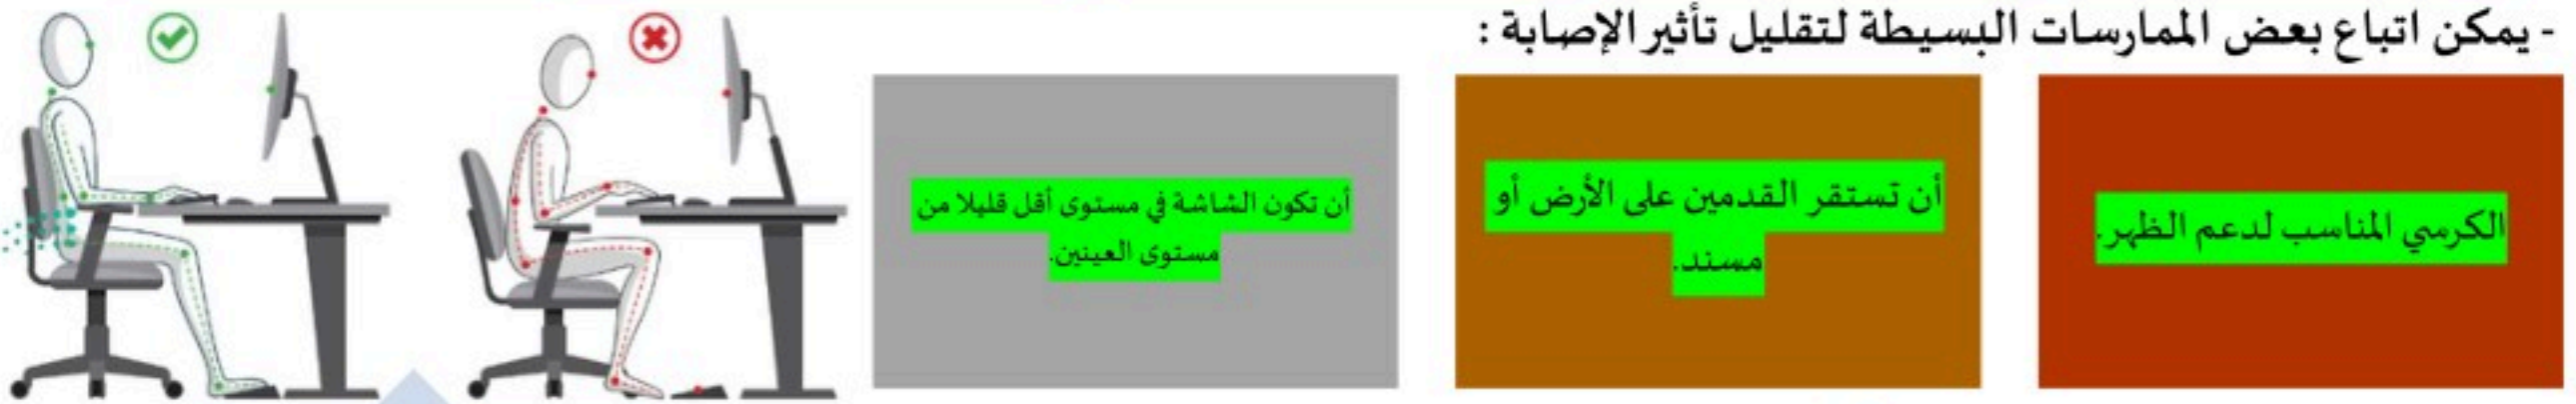 - يمكن اتباع بعض الممارسات البسيطة لتقليل تأثير الإصابة :
الكرسي المناسب لدعم الظهر.
أن تستقر القدمين على الأرض أو
مسند.
أن تكون الشاشة في مستوى أقل قليلا من
مستوى العينين.